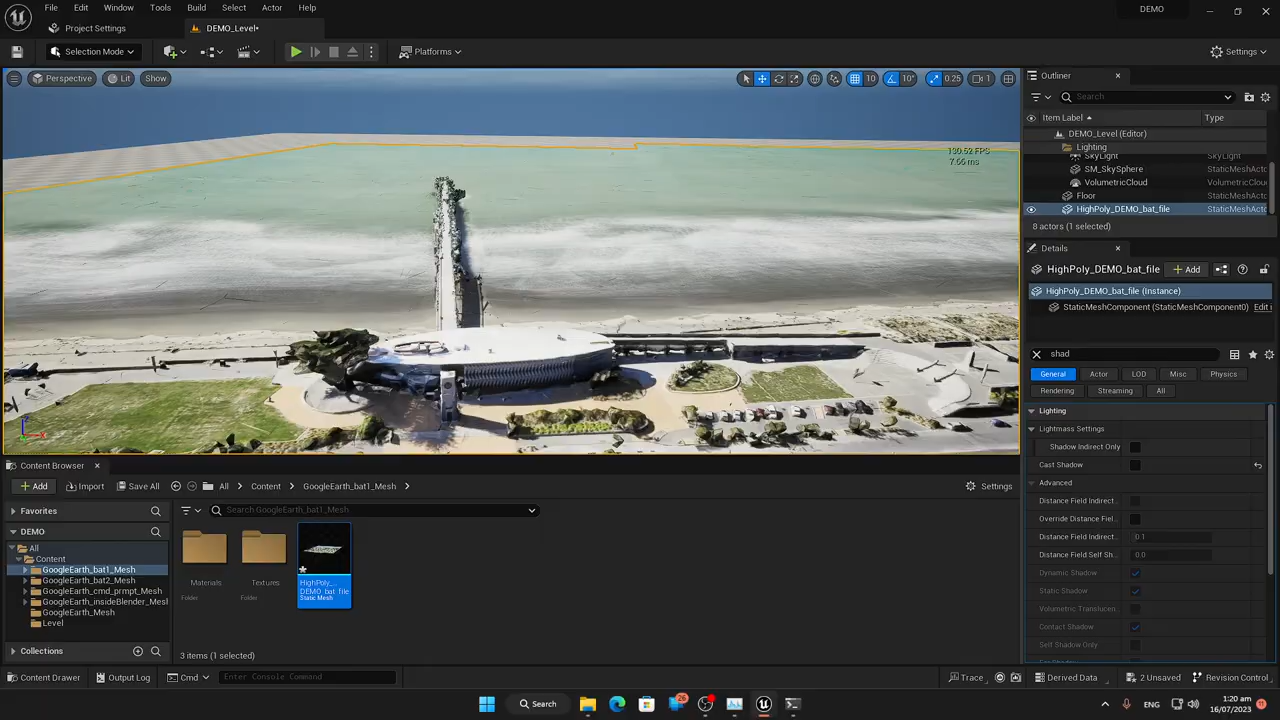 File Edit Window Tools Build Select Actor Help
DEMO
Project Settings
DEMO_Level•
Selection Mode
Platforms
Settings
Perspective
Lit
Show
10
10°
0.25
1
130.52 FPS
7.66 ms
Outliner
Search
Item Label
Type
DEMO_Level (Editor)
Lighting
SkyLight SkyLight
SM_SkySphere StaticMeshActo
VolumetricCloud VolumetricClou
Floor StaticMeshActo
HighPoly_DEMO_bat_file StaticMeshActo
8 actors (1 selected)
Details
HighPoly_DEMO_bat_file
Add
HighPoly_DEMO_bat_file (Instance)
StaticMeshComponent (StaticMeshComponent0) Edit i
shad
General Actor LOD Misc Physics
Rendering Streaming All
Lighting
Lightmass Settings
Shadow Indirect Only
Cast Shadow
Advanced
Distance Field Indirect
Override Distance Fiel...
Distance Field Indirect 0.1
Distance Field Self Sh... 0.0
Dynamic Shadow
Static Shadow
Volumetric Translucen
Contact Shadow
Self Shadow Only
Content Browser
Add
Import
Save All
All
Content
GoogleEarth_bat1_Mesh
Settings
Favorites
Search GoogleEarth_bat1_Mesh
DEMO
All
Content
GoogleEarth_bat1_Mesh
GoogleEarth_bat2_Mesh
GoogleEarth_cmd_prmpt_Mesh
GoogleEarth_insideBlender_Mesl
GoogleEarth_Mesh
Level
Collections
Materials
Folder
Textures
Folder
HighPoly_...
DEMO_bat_file
Static Mesh
3 items (1 selected)
Content Drawer
Output Log
Cmd
Enter Console Command
Trace
Derived Data
2 Unsaved
Revision Control
Search
26
ENG
1:20 am
16/07/2023